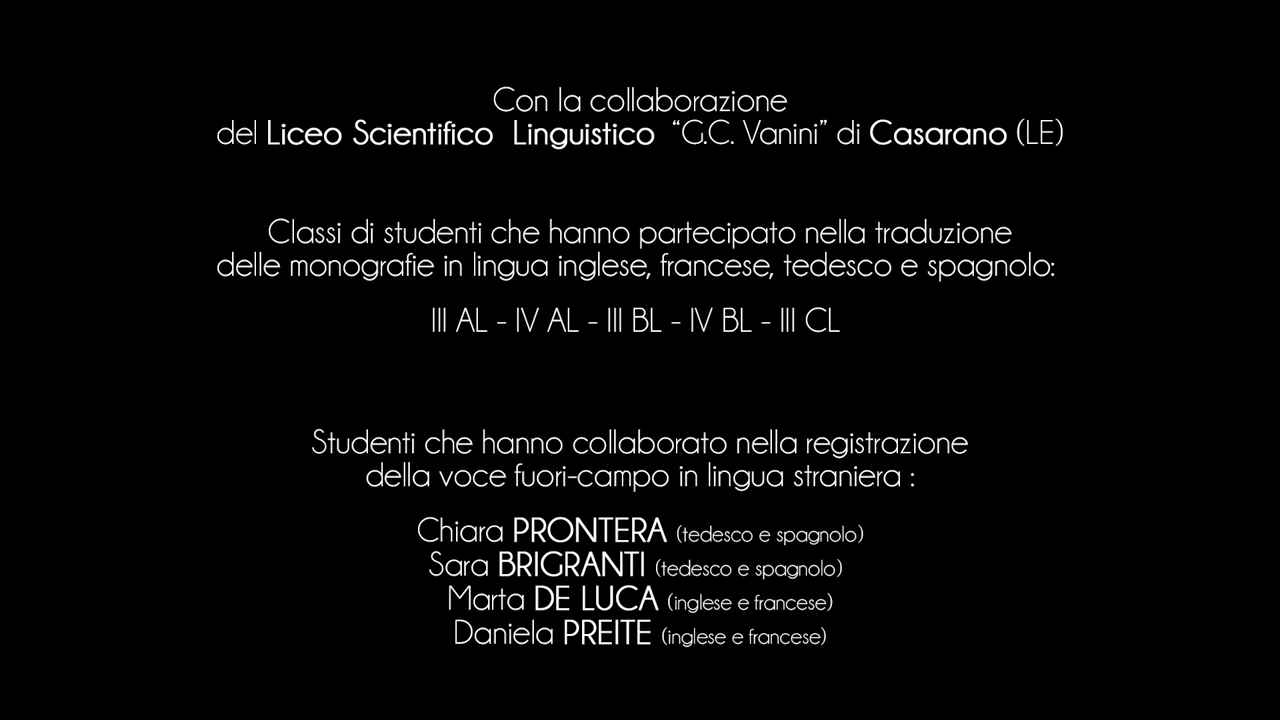 Con la collaborazione
del Liceo Scientifico Linguistico “G.C. Vanini” di Casarano (LE)
Classi di studenti che hanno partecipato nella traduzione
delle monografie in lingua inglese, francese, tedesco e spagnolo:
III AL - IV AL - III BL - IV BL - III CL
Studenti che hanno collaborato nella registrazione
della voce fuori-campo in lingua straniera :
Chiara PRONTERA (tedesco e spagnolo)
Sara BRIGRANTI (tedesco e spagnolo)
Marta DE LUCA (inglese e francese)
Daniela PREITE (inglese e francese)